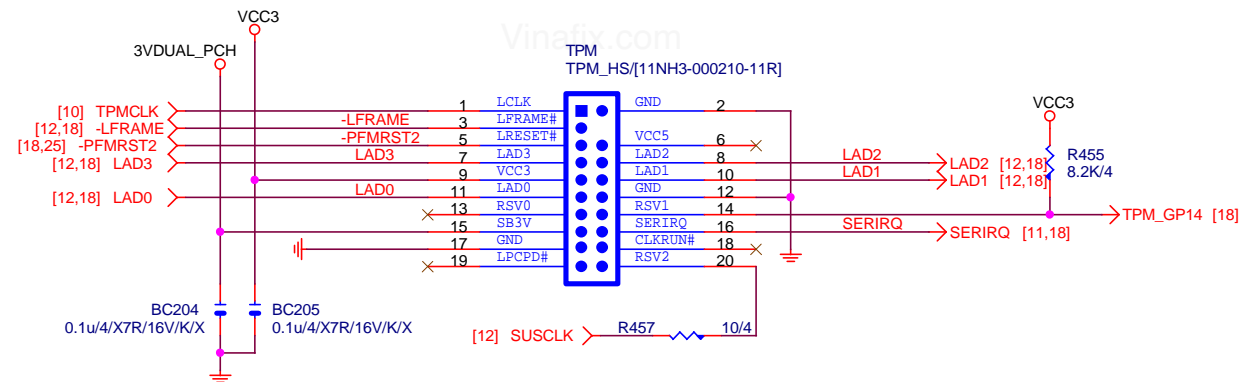 Vinafix.com
VCC3
3VDUAL_PCH
TPM
TPM_HS/[11NH3-000210-11R]
[10] TPMCLK 1 LCLK GND 2
[12,18] -LFRAME -LFRAME 3 LFRAME#
[18,25] -PFMRST2 -PFMRST2 5 LRESET# VCC5 6
[12,18] LAD3 LAD3 7 LAD3 LAD2 8 LAD2 LAD2 [12,18]
9 VCC3 LAD1 10 LAD1 LAD1 [12,18]
[12,18] LAD0 LAD0 11 LAD0 GND 12
13 RSV0 RSV1 14 TPM_GP14 [18]
15 SB3V SERIRQ 16 SERIRQ SERIRQ [11,18]
17 GND CLKRUN# 18
19 LPCPD# RSV2 20
VCC3
R455
8.2K/4
BC204
0.1u/4/X7R/16V/K/X
BC205
0.1u/4/X7R/16V/K/X
[12] SUSCLK R457 10/4